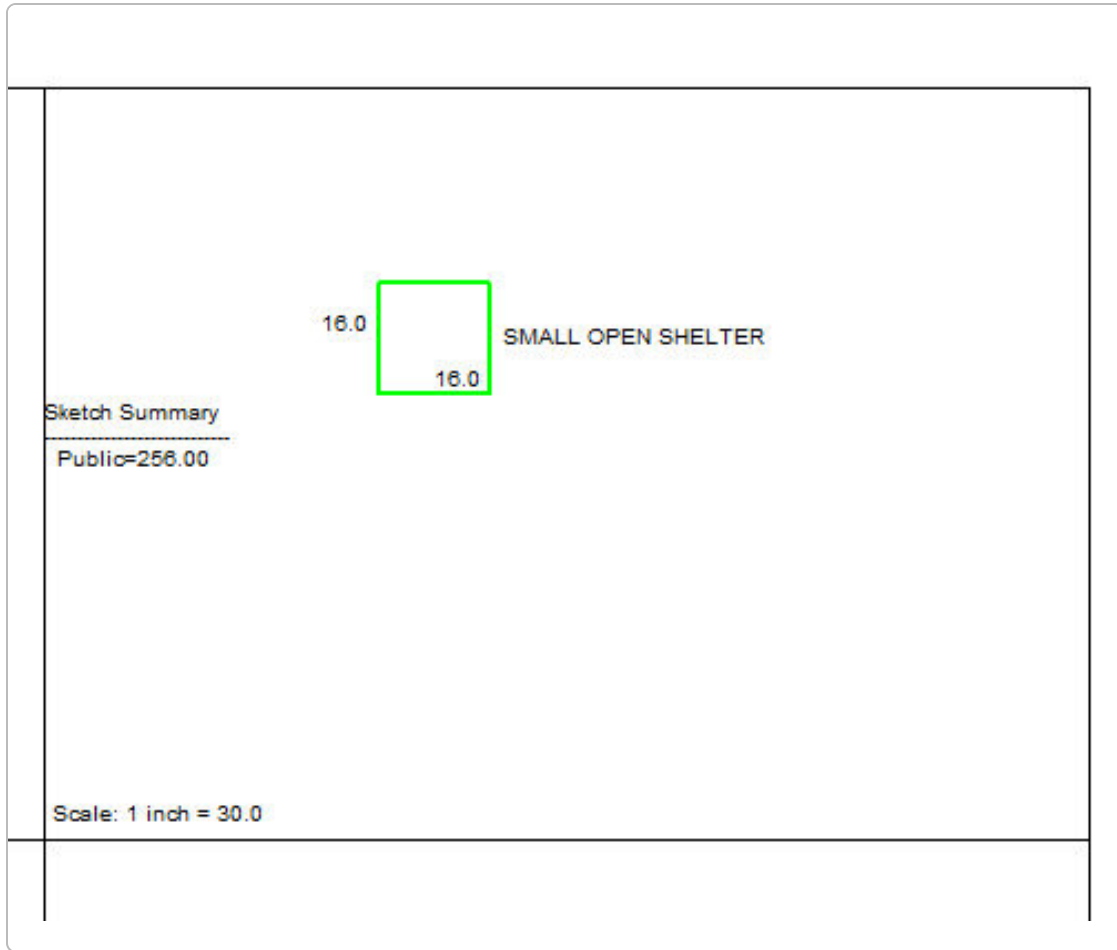 16.0
SMALL OPEN SHELTER
16.0
Sketch Summary
Public=256.00
Scale: 1 inch = 30.0